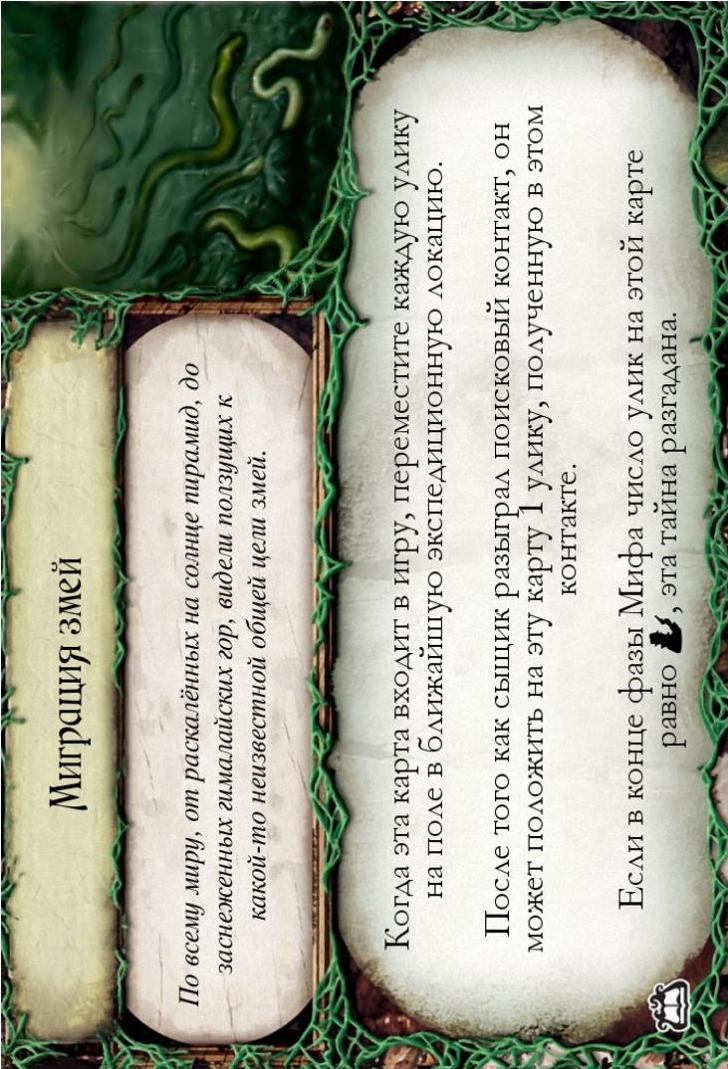 Миграция змей
По всему миру, от раскалённых на солнце пирамид, до
заснеженных гималайских гор, видели ползущих к
какой-то неизвестной общей цели змей.
Когда эта карта входит в игру, переместите каждую улику
на поле в ближайшую экспедиционную локацию.
После того как сыщик разыграл поисковый контакт, он
может положить на эту карту 1 улику, полученную в этом
контакте.
Если в конце фазы Мифа число улик на этой карте
равно , эта тайна разгадана.